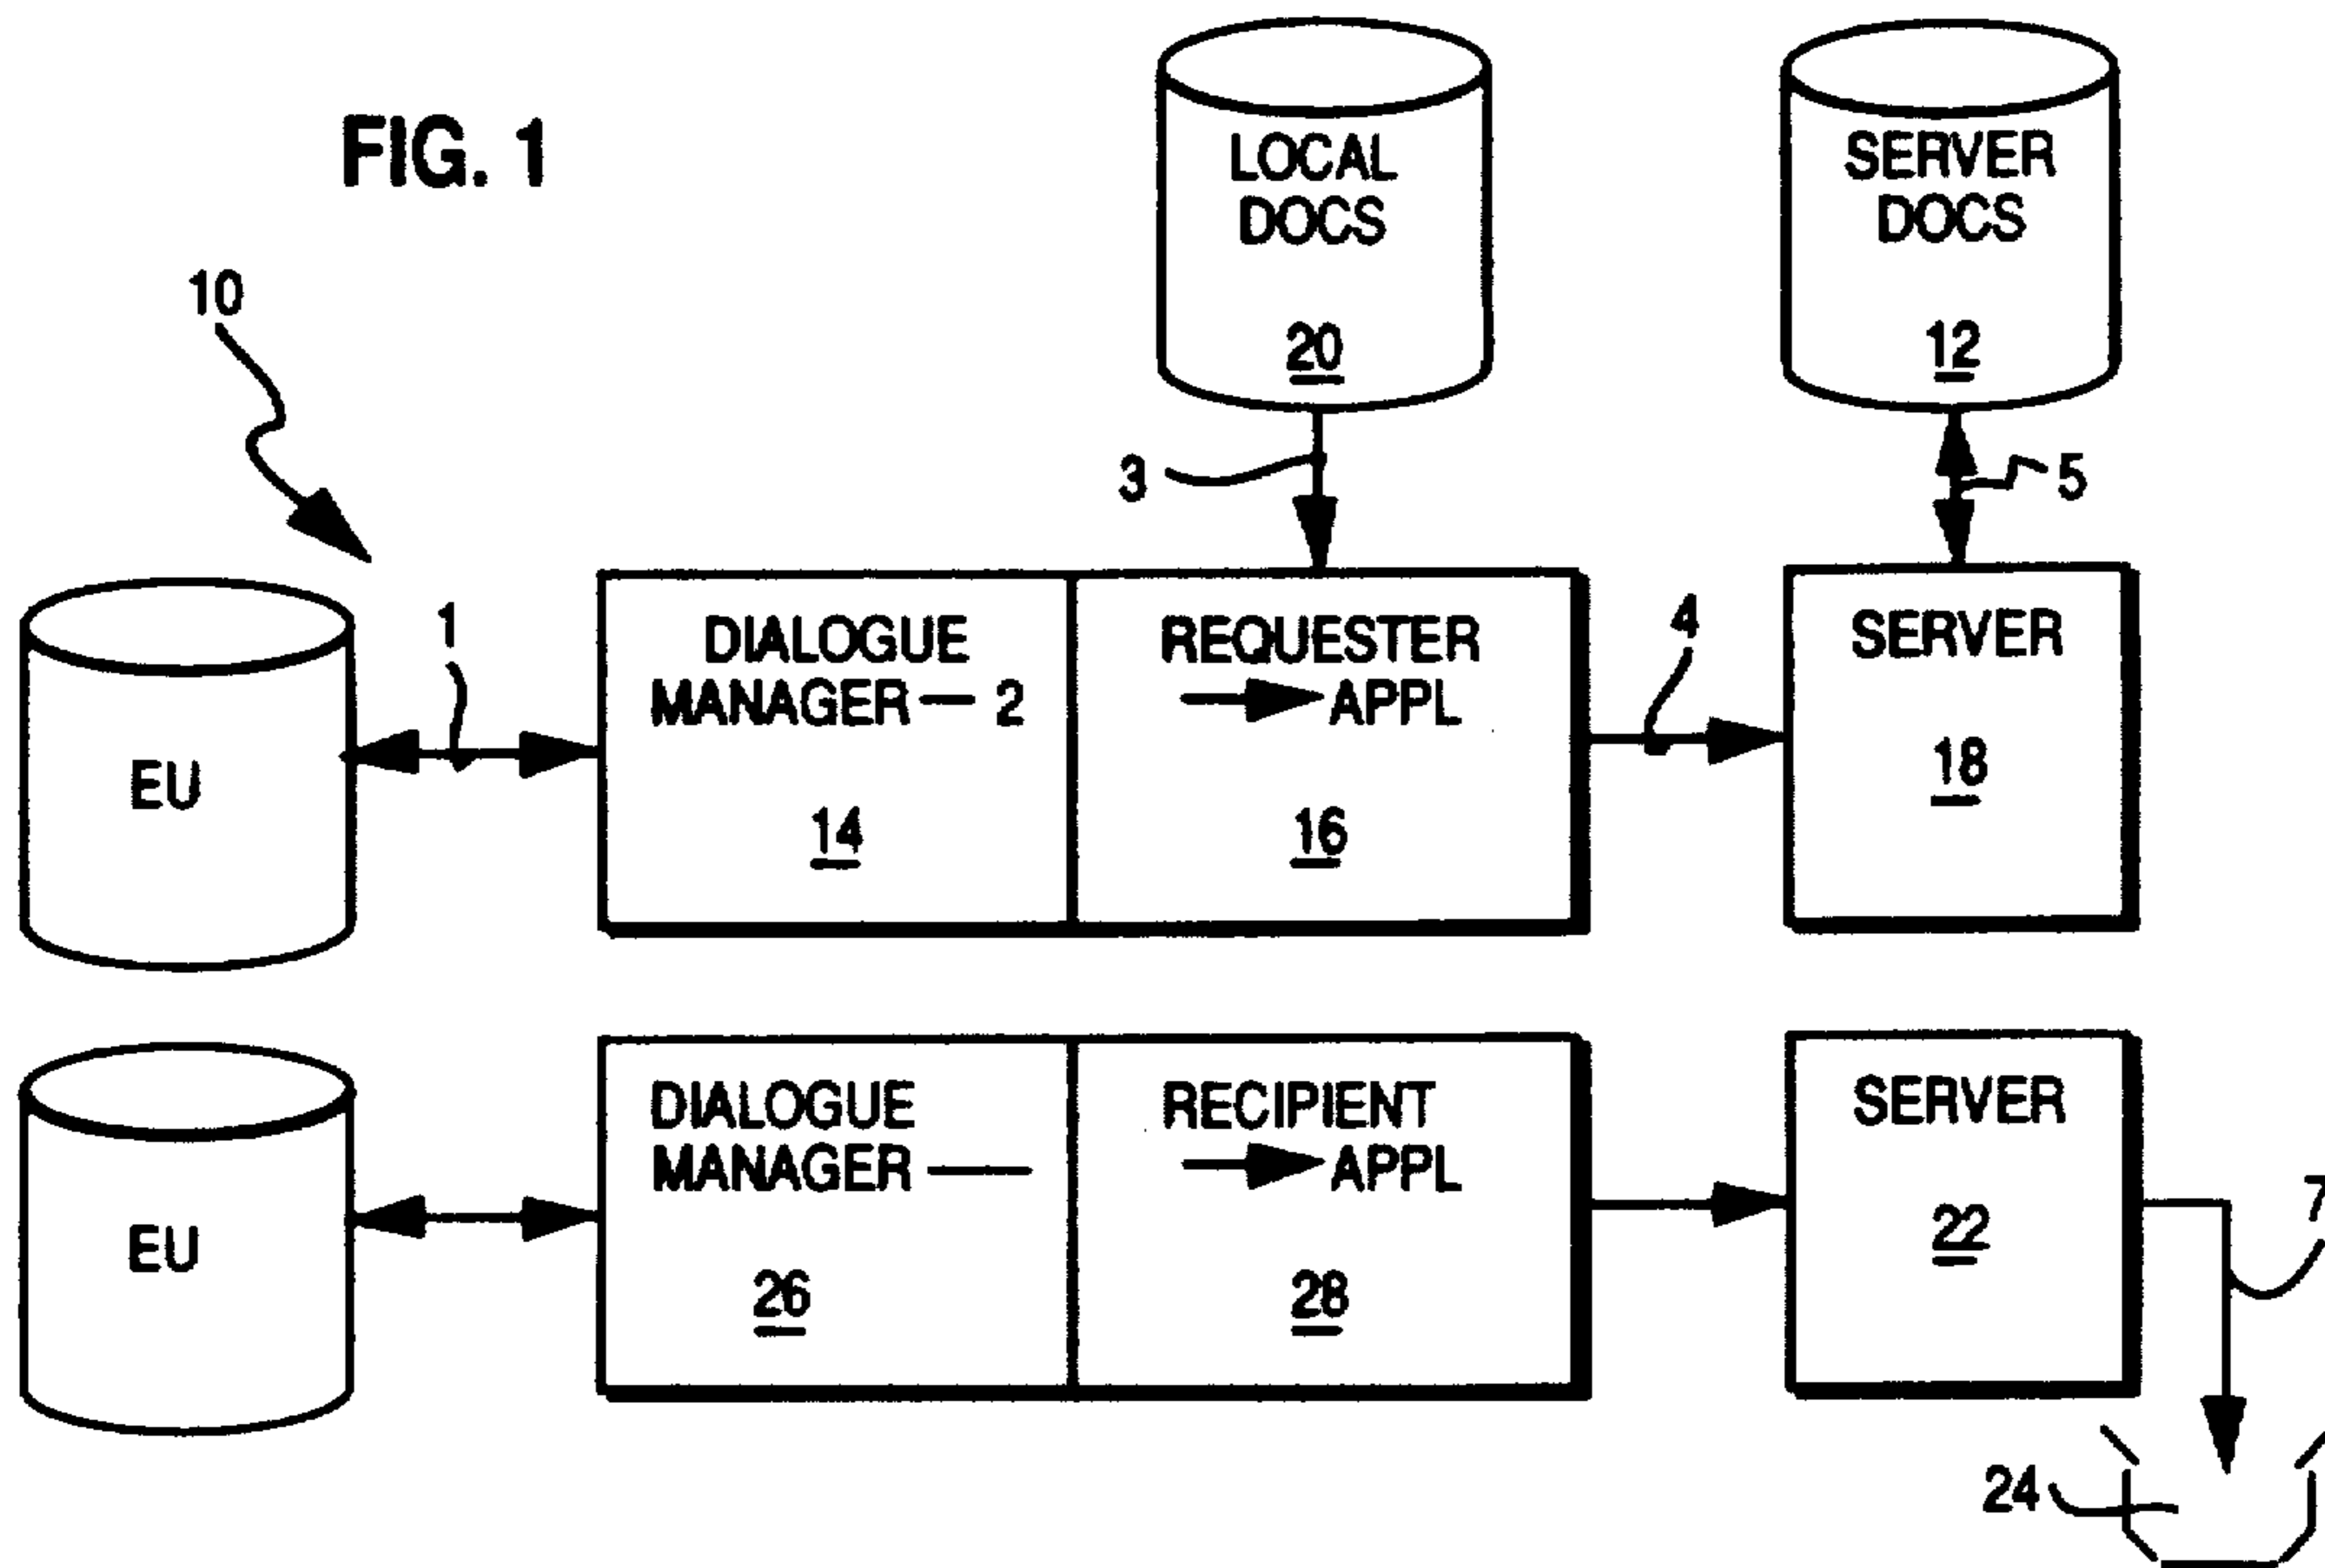 FIG. 1
LOCAL
DOCS
20
SERVER
DOCS
12
10
3
5
1
4
EU
DIALOGUE
MANAGER — 2
14
REQUESTER
APPL
16
SERVER
18
EU
DIALOGUE
MANAGER
26
RECIPIENT
APPL
28
SERVER
22
7
24